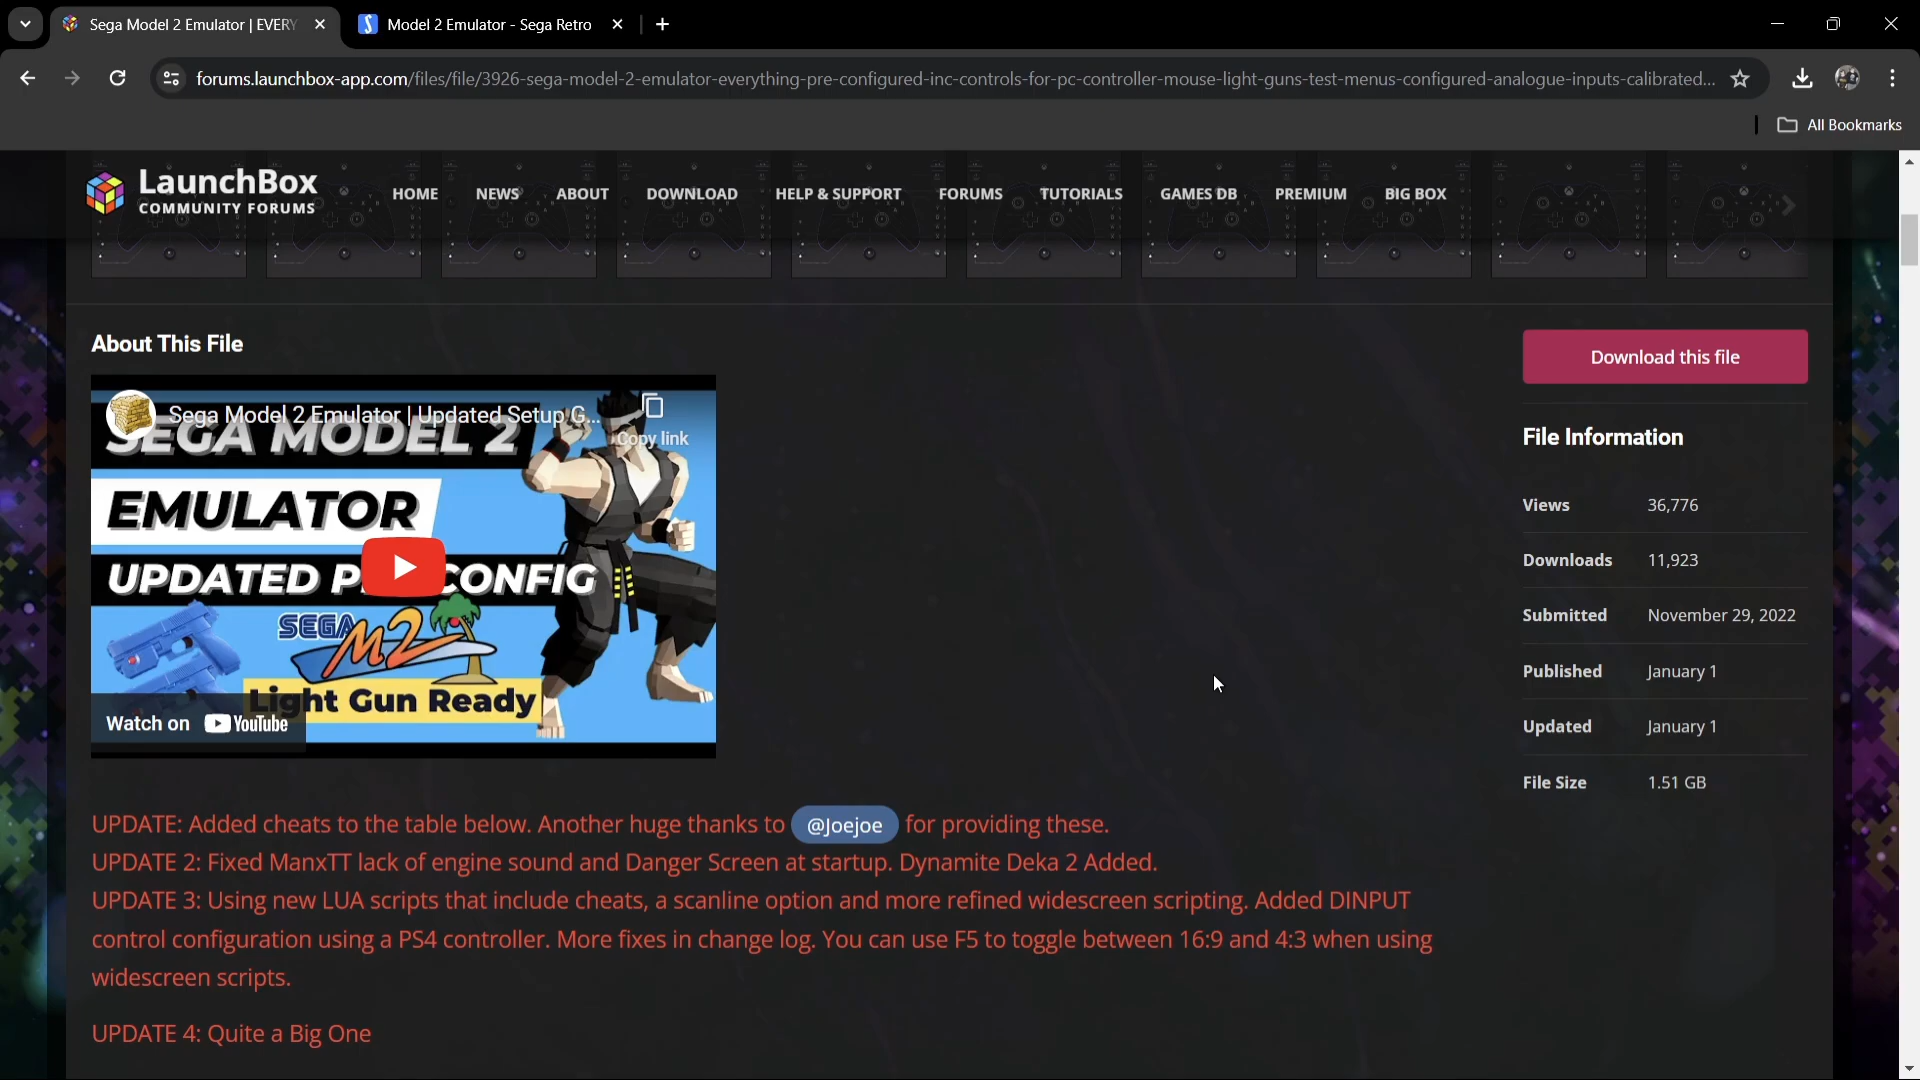 Sega Model 2 Emulator | EVERY
Model 2 Emulator - Sega Retro
forums.launchbox-app.com/files/file/3926-sega-model-2-emulator-everything-pre-configured-inc-controls-for-pc-controller-mouse-light-guns-test-menus-configured-analogue-inputs-calibrated...
All Bookmarks
LaunchBox
COMMUNITY FORUMS
HOME NEWS ABOUT DOWNLOAD HELP & SUPPORT FORUMS TUTORIALS GAMES DB PREMIUM BIG BOX
About This File
Download this file
Sega Model 2 Emulator | Updated Setup G...
Copy link
SEGA MODEL 2
EMULATOR
UPDATED P CONFIG
SEGA
M2
Light Gun Ready
Watch on YouTube
File Information
Views 36,776
Downloads 11,923
Submitted November 29, 2022
Published January 1
Updated January 1
File Size 1.51 GB
UPDATE: Added cheats to the table below. Another huge thanks to @Joejoe for providing these.
UPDATE 2: Fixed ManxTT lack of engine sound and Danger Screen at startup. Dynamite Deka 2 Added.
UPDATE 3: Using new LUA scripts that include cheats, a scanline option and more refined widescreen scripting. Added DINPUT
control configuration using a PS4 controller. More fixes in change log. You can use F5 to toggle between 16:9 and 4:3 when using
widescreen scripts.
UPDATE 4: Quite a Big One